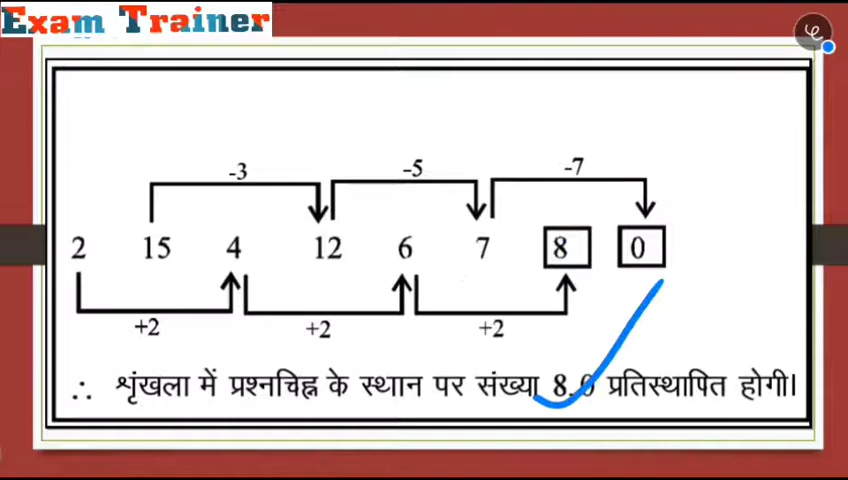 Exam Trainer
-3 -5 -7
2 15 4 12 6 7 8 0
+2 +2 +2
∴ शृंखला में प्रश्नचिह्न के स्थान पर संख्या 8,0 प्रतिस्थापित होगी।